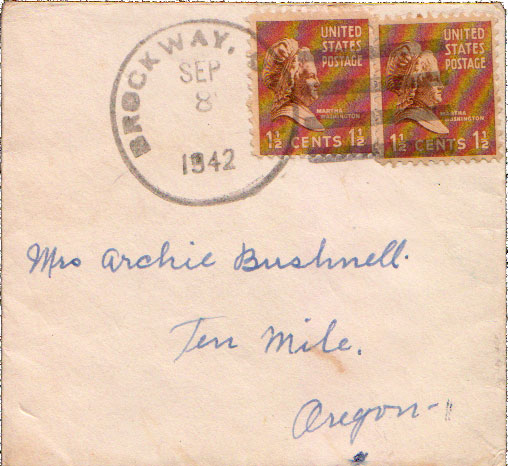 BROCKWAY,
SEP
8
1942
UNITED
STATES
POSTAGE
MARTHA
WASHINGTON
1½ CENTS 1½
UNITED
STATES
POSTAGE
MARTHA
WASHINGTON
1½ CENTS 1½
Mrs Archie Bushnell.
Ten Mile.
Oregon-